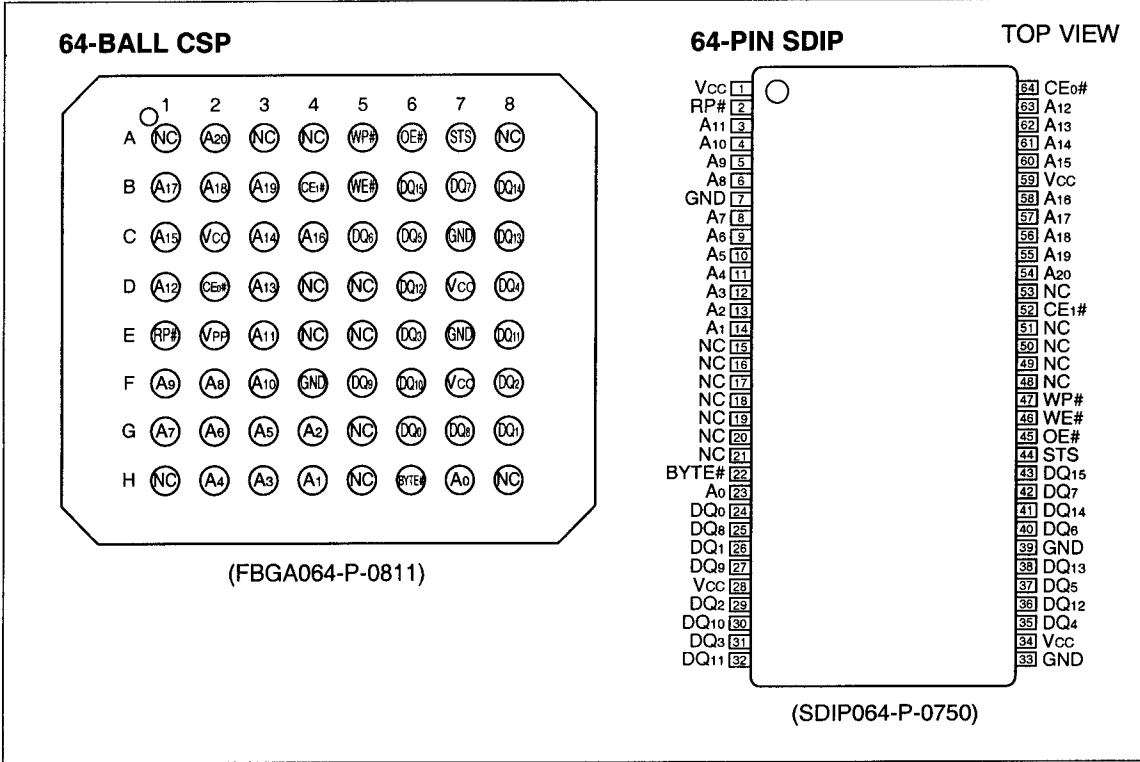 64-BALL CSP
1 2 3 4 5 6 7 8
A NC A20 NC NC WP# OE# STS NC
B A17 A18 A19 CE1# WE# DQ15 DQ7 DQ14
C A15 VCC A14 A16 DQ6 DQ5 GND DQ13
D A12 CE0# A13 NC NC DQ12 VCC DQ4
E RP# VPP A11 NC NC DQ3 GND DQ11
F A9 A8 A10 GND DQ9 DQ10 VCC DQ2
G A7 A6 A5 A2 NC DQ0 DQ8 DQ1
H NC A4 A3 A1 NC BYTE# A0 NC
(FBGA064-P-0811)
64-PIN SDIP
TOP VIEW
VCC 1
RP# 2
A11 3
A10 4
A9 5
A8 6
GND 7
A7 8
A6 9
A5 10
A4 11
A3 12
A2 13
A1 14
NC 15
NC 16
NC 17
NC 18
NC 19
NC 20
NC 21
BYTE# 22
A0 23
DQ0 24
DQ8 25
DQ1 26
DQ9 27
VCC 28
DQ2 29
DQ10 30
DQ3 31
DQ11 32
64 CE0#
63 A12
62 A13
61 A14
60 A15
59 VCC
58 A16
57 A17
56 A18
55 A19
54 A20
53 NC
52 CE1#
51 NC
50 NC
49 NC
48 NC
47 WP#
46 WE#
45 OE#
44 STS
43 DQ15
42 DQ7
41 DQ14
40 DQ6
39 GND
38 DQ13
37 DQ5
36 DQ12
35 DQ4
34 VCC
33 GND
(SDIP064-P-0750)